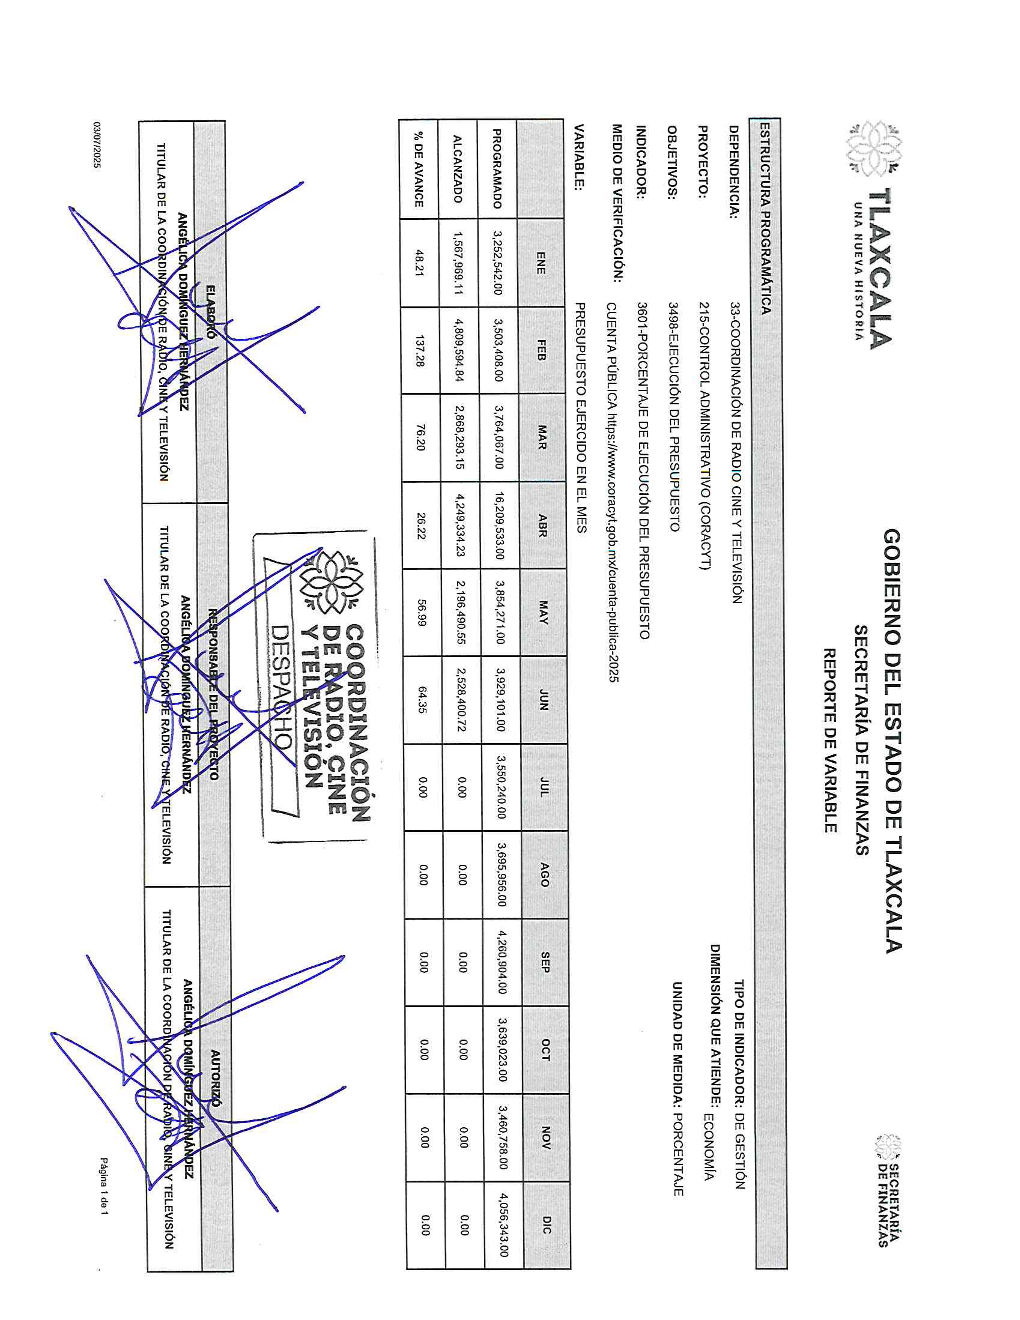 TLAXCALA
UNA NUEVA HISTORIA
GOBIERNO DEL ESTADO DE TLAXCALA
SECRETARÍA DE FINANZAS
REPORTE DE VARIABLE
SECRETARÍA
DE FINANZAS
ESTRUCTURA PROGRAMÁTICA
DEPENDENCIA: 33-COORDINACIÓN DE RADIO CINE Y TELEVISIÓN TIPO DE INDICADOR: DE GESTIÓN
PROYECTO: 215-CONTROL ADMINISTRATIVO (CORACYT) DIMENSIÓN QUE ATIENDE: ECONOMÍA
OBJETIVOS: 3498-EJECUCIÓN DEL PRESUPUESTO UNIDAD DE MEDIDA: PORCENTAJE
INDICADOR: 3601-PORCENTAJE DE EJECUCIÓN DEL PRESUPUESTO
MEDIO DE VERIFICACIÓN: CUENTA PÚBLICA https://www.coracyt.gob.mx/cuenta-publica-2025
VARIABLE: PRESUPUESTO EJERCIDO EN EL MES
ENE FEB MAR ABR MAY JUN JUL AGO SEP OCT NOV DIC
PROGRAMADO 3,252,542.00 3,503,408.00 3,764,067.00 16,209,533.00 3,854,271.00 3,929,101.00 3,550,240.00 3,695,956.00 4,260,904.00 3,639,023.00 3,460,758.00 4,056,343.00
ALCANZADO 1,567,969.11 4,809,594.84 2,868,293.15 4,249,334.23 2,196,490.55 2,528,400.72 0.00 0.00 0.00 0.00 0.00 0.00
% DE AVANCE 48.21 137.28 76.20 26.22 56.99 64.35 0.00 0.00 0.00 0.00 0.00 0.00
COORDINACIÓN
DE RADIO, CINE
Y TELEVISIÓN
DESPACHO
ELABORÓ RESPONSABLE DEL PROYECTO AUTORIZÓ
ANGÉLICA DOMÍNGUEZ HERNÁNDEZ ANGÉLICA DOMÍNGUEZ HERNÁNDEZ ANGÉLICA DOMÍNGUEZ HERNÁNDEZ
TITULAR DE LA COORDINACIÓN DE RADIO, CINE Y TELEVISIÓN TITULAR DE LA COORDINACIÓN DE RADIO, CINE Y TELEVISIÓN TITULAR DE LA COORDINACIÓN DE RADIO, CINE Y TELEVISIÓN
03/07/2025 Página 1 de 1